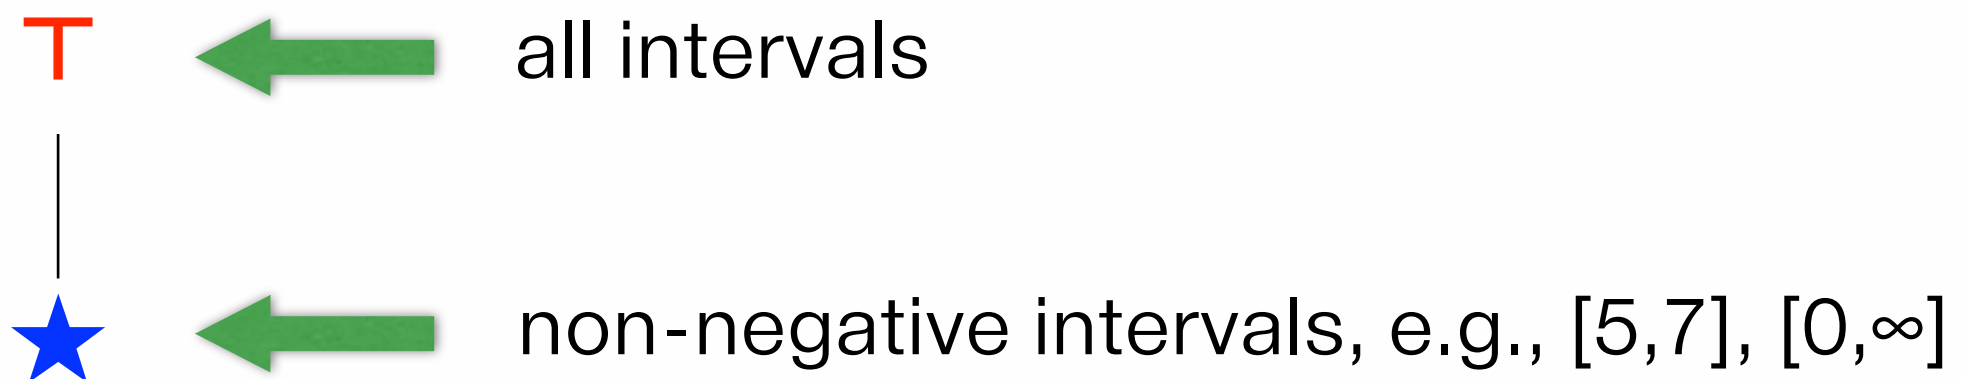 ⊤ all intervals
★ non-negative intervals, e.g., [5,7], [0,∞]